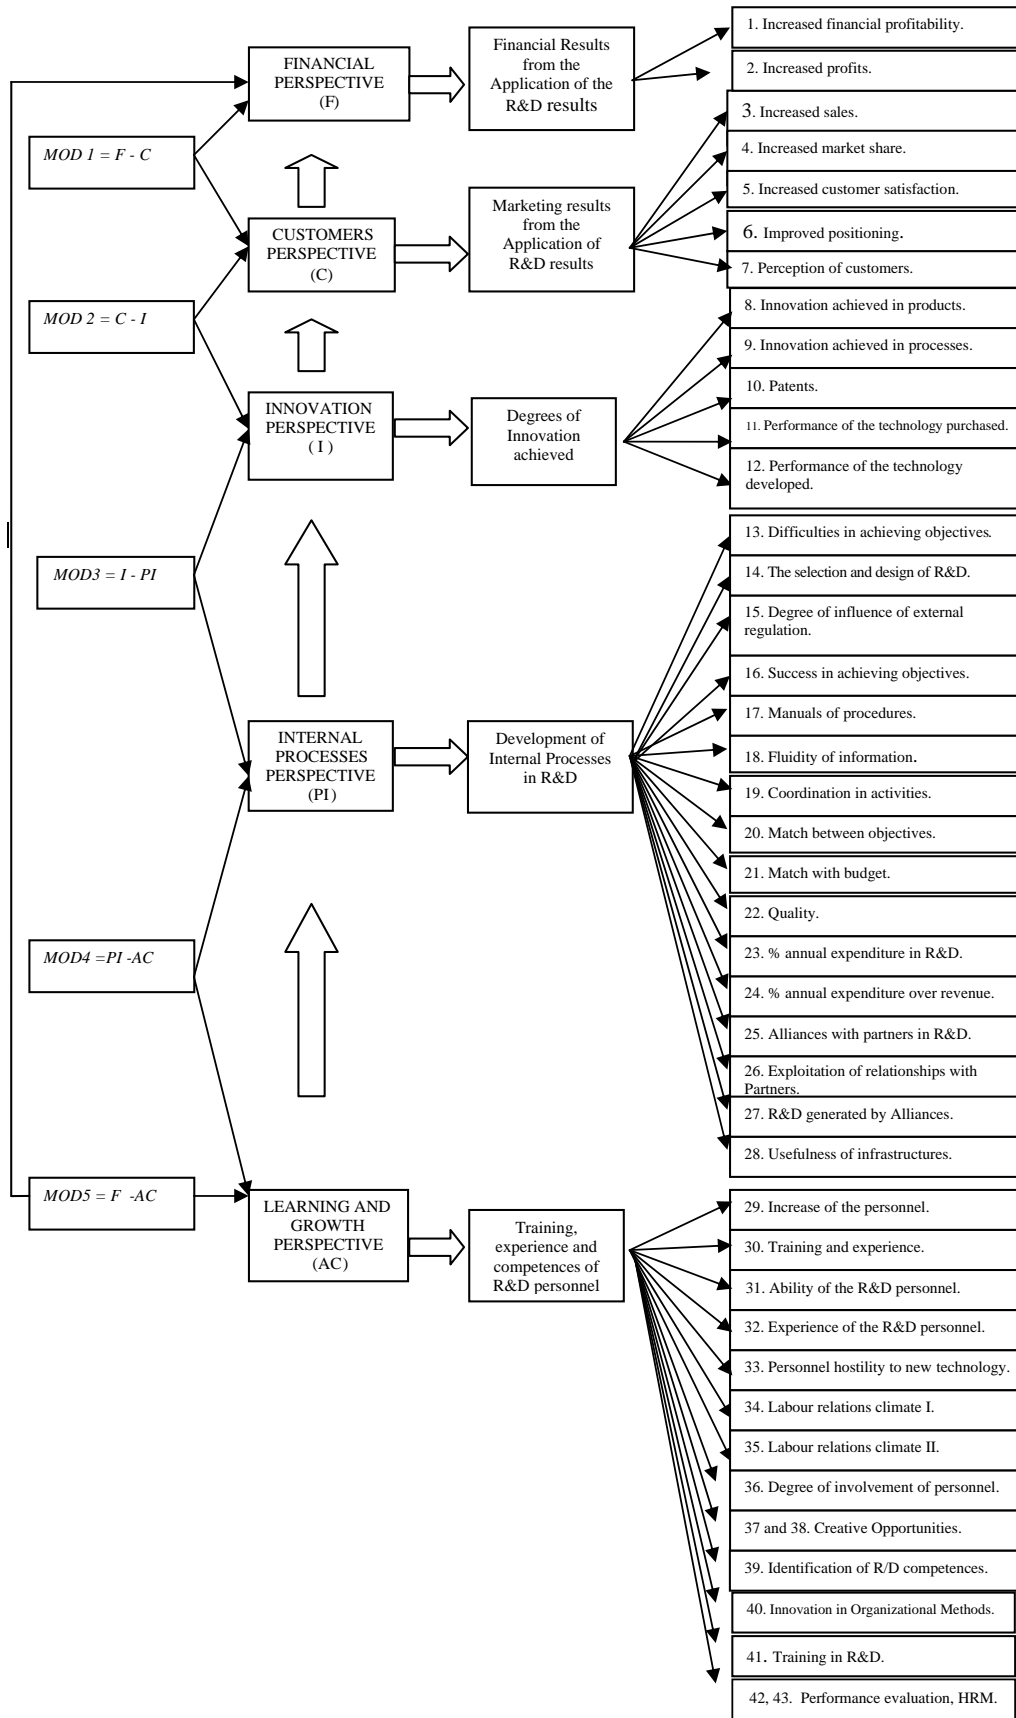 MOD 1 = F - C
MOD 2 = C - I
MOD3 = I - PI
MOD4 =PI -AC
MOD5 = F -AC
FINANCIAL
PERSPECTIVE
(F)
CUSTOMERS
PERSPECTIVE
(C)
INNOVATION
PERSPECTIVE
( I )
INTERNAL
PROCESSES
PERSPECTIVE
(PI)
LEARNING AND
GROWTH
PERSPECTIVE
(AC)
Financial Results
from the
Application of the
R&D results
Marketing results
from the
Application of
R&D results
Degrees of
Innovation
achieved
Development of
Internal Processes
in R&D
Training,
experience and
competences of
R&D personnel
1. Increased financial profitability.
2. Increased profits.
3. Increased sales.
4. Increased market share.
5. Increased customer satisfaction.
6. Improved positioning.
7. Perception of customers.
8. Innovation achieved in products.
9. Innovation achieved in processes.
10. Patents.
11. Performance of the technology purchased.
12. Performance of the technology
developed.
13. Difficulties in achieving objectives.
14. The selection and design of R&D.
15. Degree of influence of external
regulation.
16. Success in achieving objectives.
17. Manuals of procedures.
18. Fluidity of information.
19. Coordination in activities.
20. Match between objectives.
21. Match with budget.
22. Quality.
23. % annual expenditure in R&D.
24. % annual expenditure over revenue.
25. Alliances with partners in R&D.
26. Exploitation of relationships with
Partners.
27. R&D generated by Alliances.
28. Usefulness of infrastructures.
29. Increase of the personnel.
30. Training and experience.
31. Ability of the R&D personnel.
32. Experience of the R&D personnel.
33. Personnel hostility to new technology.
34. Labour relations climate I.
35. Labour relations climate II.
36. Degree of involvement of personnel.
37 and 38. Creative Opportunities.
39. Identification of R/D competences.
40. Innovation in Organizational Methods.
41. Training in R&D.
42, 43. Performance evaluation, HRM.